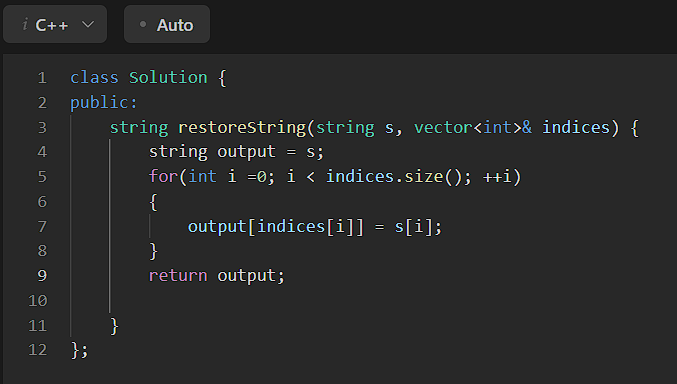 i C++
Auto
1 class Solution {
2 public:
3     string restoreString(string s, vector<int>& indices) {
4         string output = s;
5         for(int i =0; i < indices.size(); ++i)
6         {
7             output[indices[i]] = s[i];
8         }
9         return output;
10
11     }
12 };